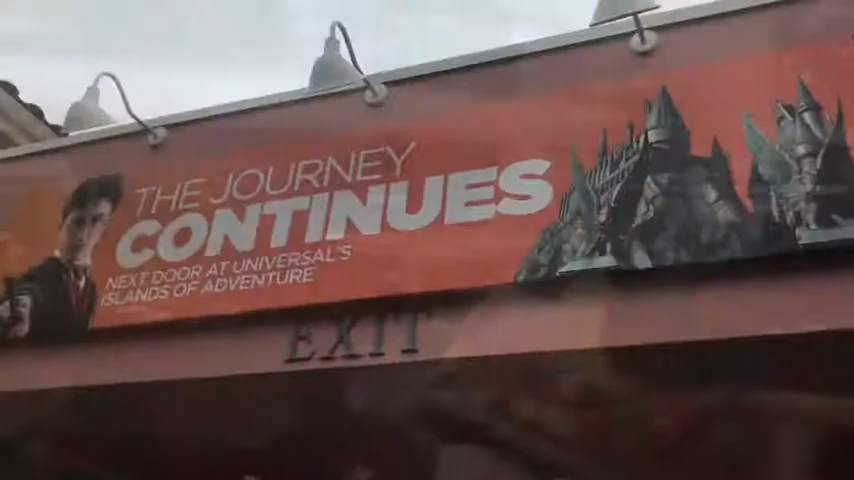 THE JOURNEY
CONTINUES
NEXT DOOR AT UNIVERSAL'S
ISLANDS OF ADVENTURE
EXIT